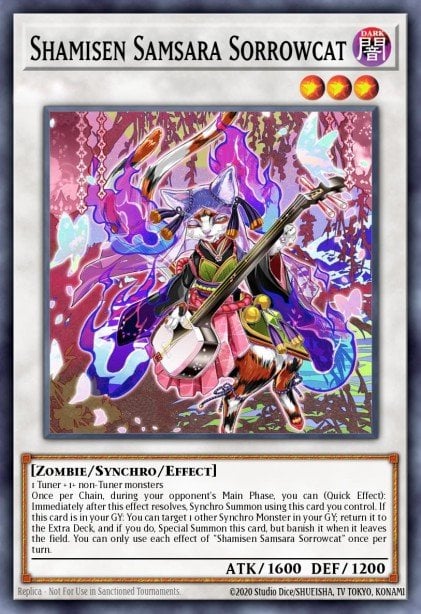 SHAMISEN SAMSARA SORROWCAT
DARK
闇
[ZOMBIE/SYNCHRO/EFFECT]
1 Tuner + 1+ non-Tuner monsters
Once per Chain, during your opponent's Main Phase, you can (Quick Effect):
Immediately after this effect resolves, Synchro Summon using this card you control. If
this card is in your GY: You can target 1 other Synchro Monster in your GY; return it to
the Extra Deck, and if you do, Special Summon this card, but banish it when it leaves
the field. You can only use each effect of "Shamisen Samsara Sorrowcat" once per
turn.
ATK/1600 DEF/1200
Replica - Not For Use in Sanctioned Tournaments.
©2020 Studio Dice/SHUEISHA, TV TOKYO, KONAMI